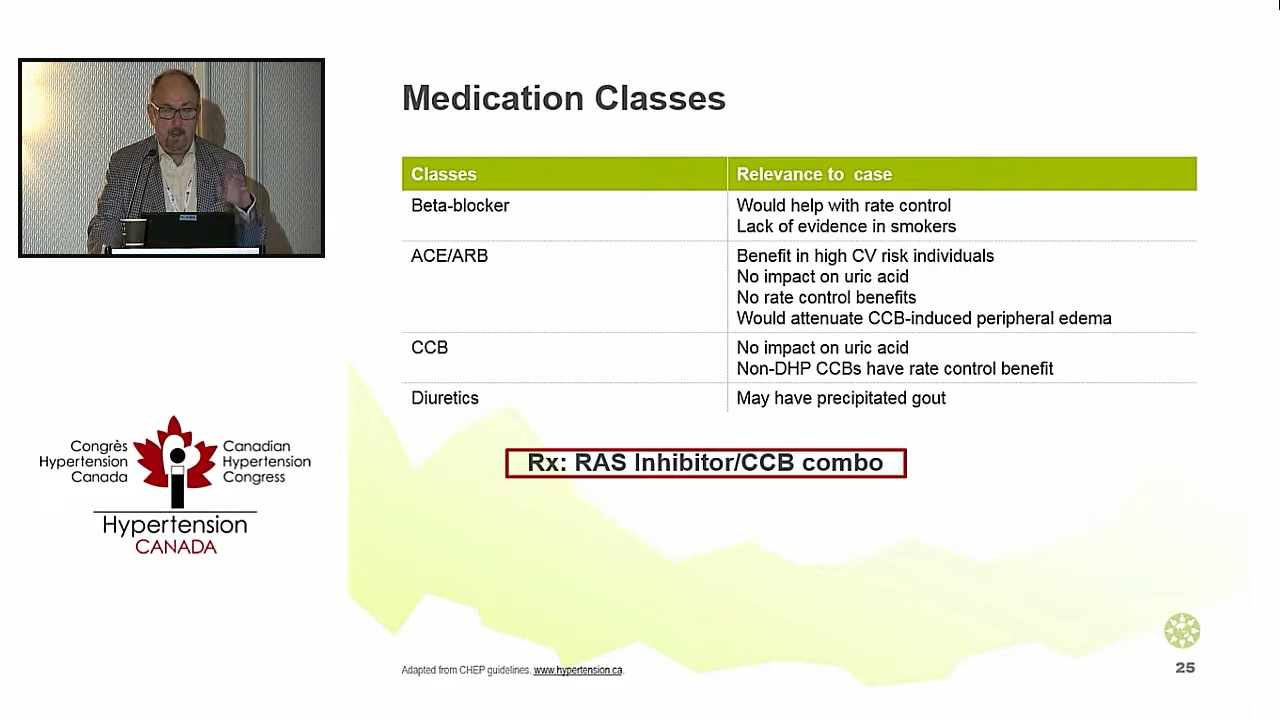 Medication Classes
Classes
Relevance to case
Beta-blocker
Would help with rate control
Lack of evidence in smokers
ACE/ARB
Benefit in high CV risk individuals
No impact on uric acid
No rate control benefits
Would attenuate CCB-induced peripheral edema
CCB
No impact on uric acid
Non-DHP CCBs have rate control benefit
Diuretics
May have precipitated gout
Rx: RAS Inhibitor/CCB combo
Congrès
Hypertension
Canada
Canadian
Hypertension
Congress
Hypertension
CANADA
Adapted from CHEP guidelines. www.hypertension.ca.
25